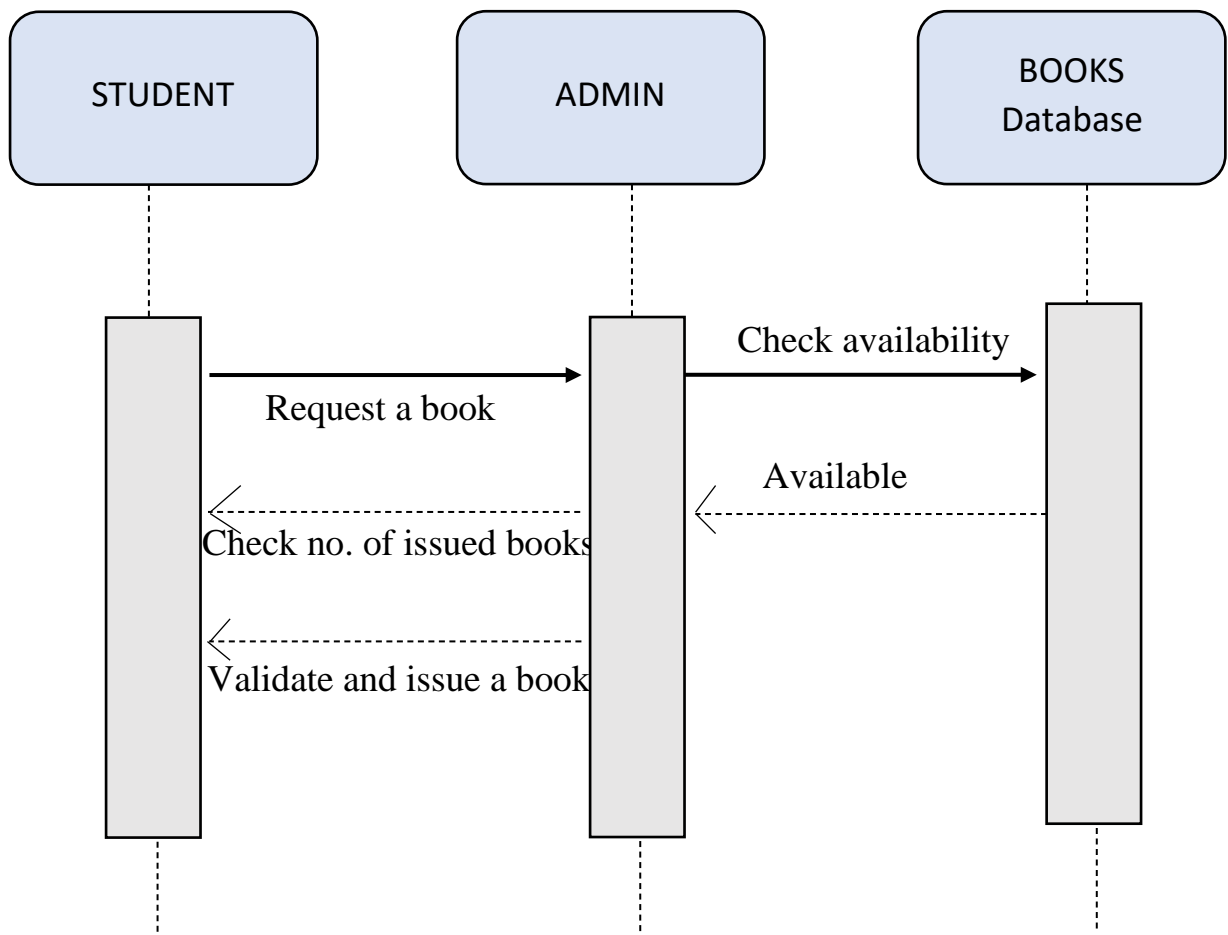 STUDENT
ADMIN
BOOKS
Database
Check availability
Request a book
Available
Check no. of issued books
Validate and issue a book